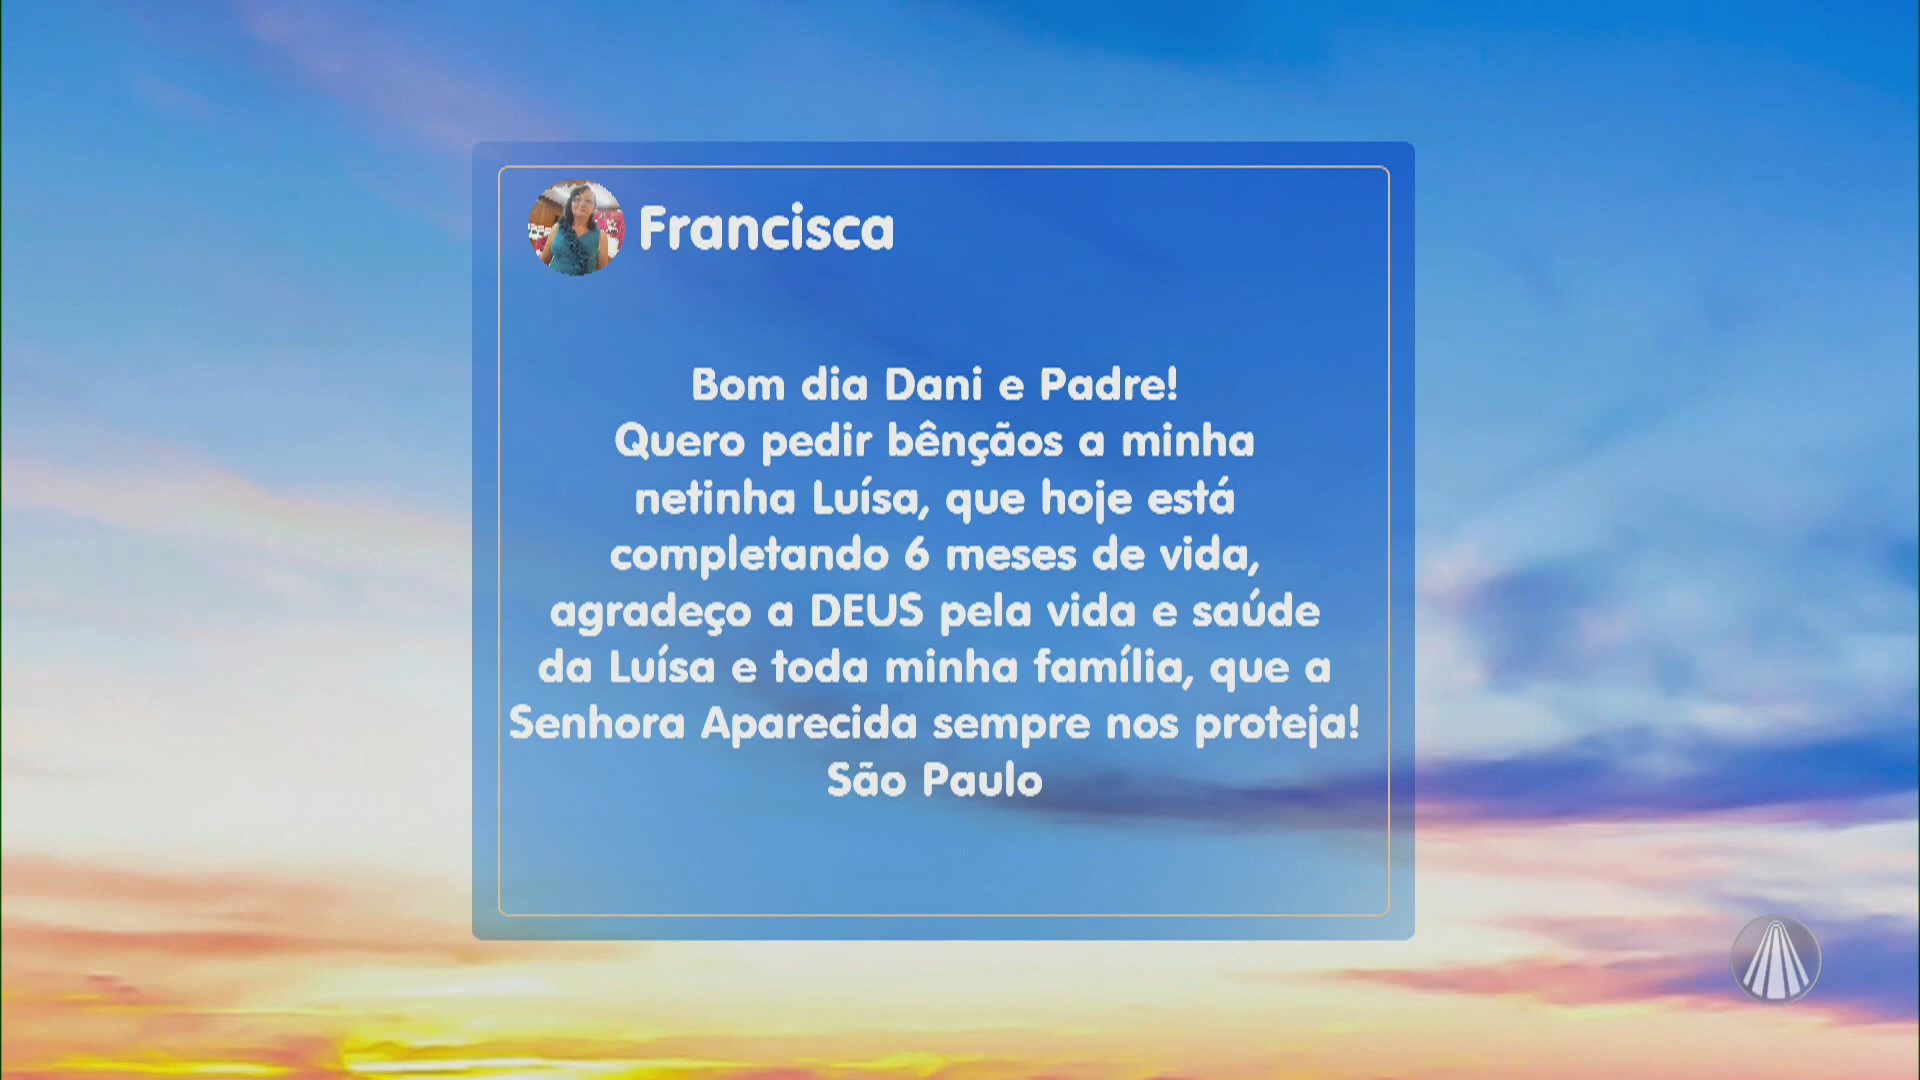 Francisca
Bom dia Dani e Padre!
Quero pedir bênçãos a minha
netinha Luísa, que hoje está
completando 6 meses de vida,
agradeço a DEUS pela vida e saúde
da Luísa e toda minha família, que a
Senhora Aparecida sempre nos proteja!
São Paulo